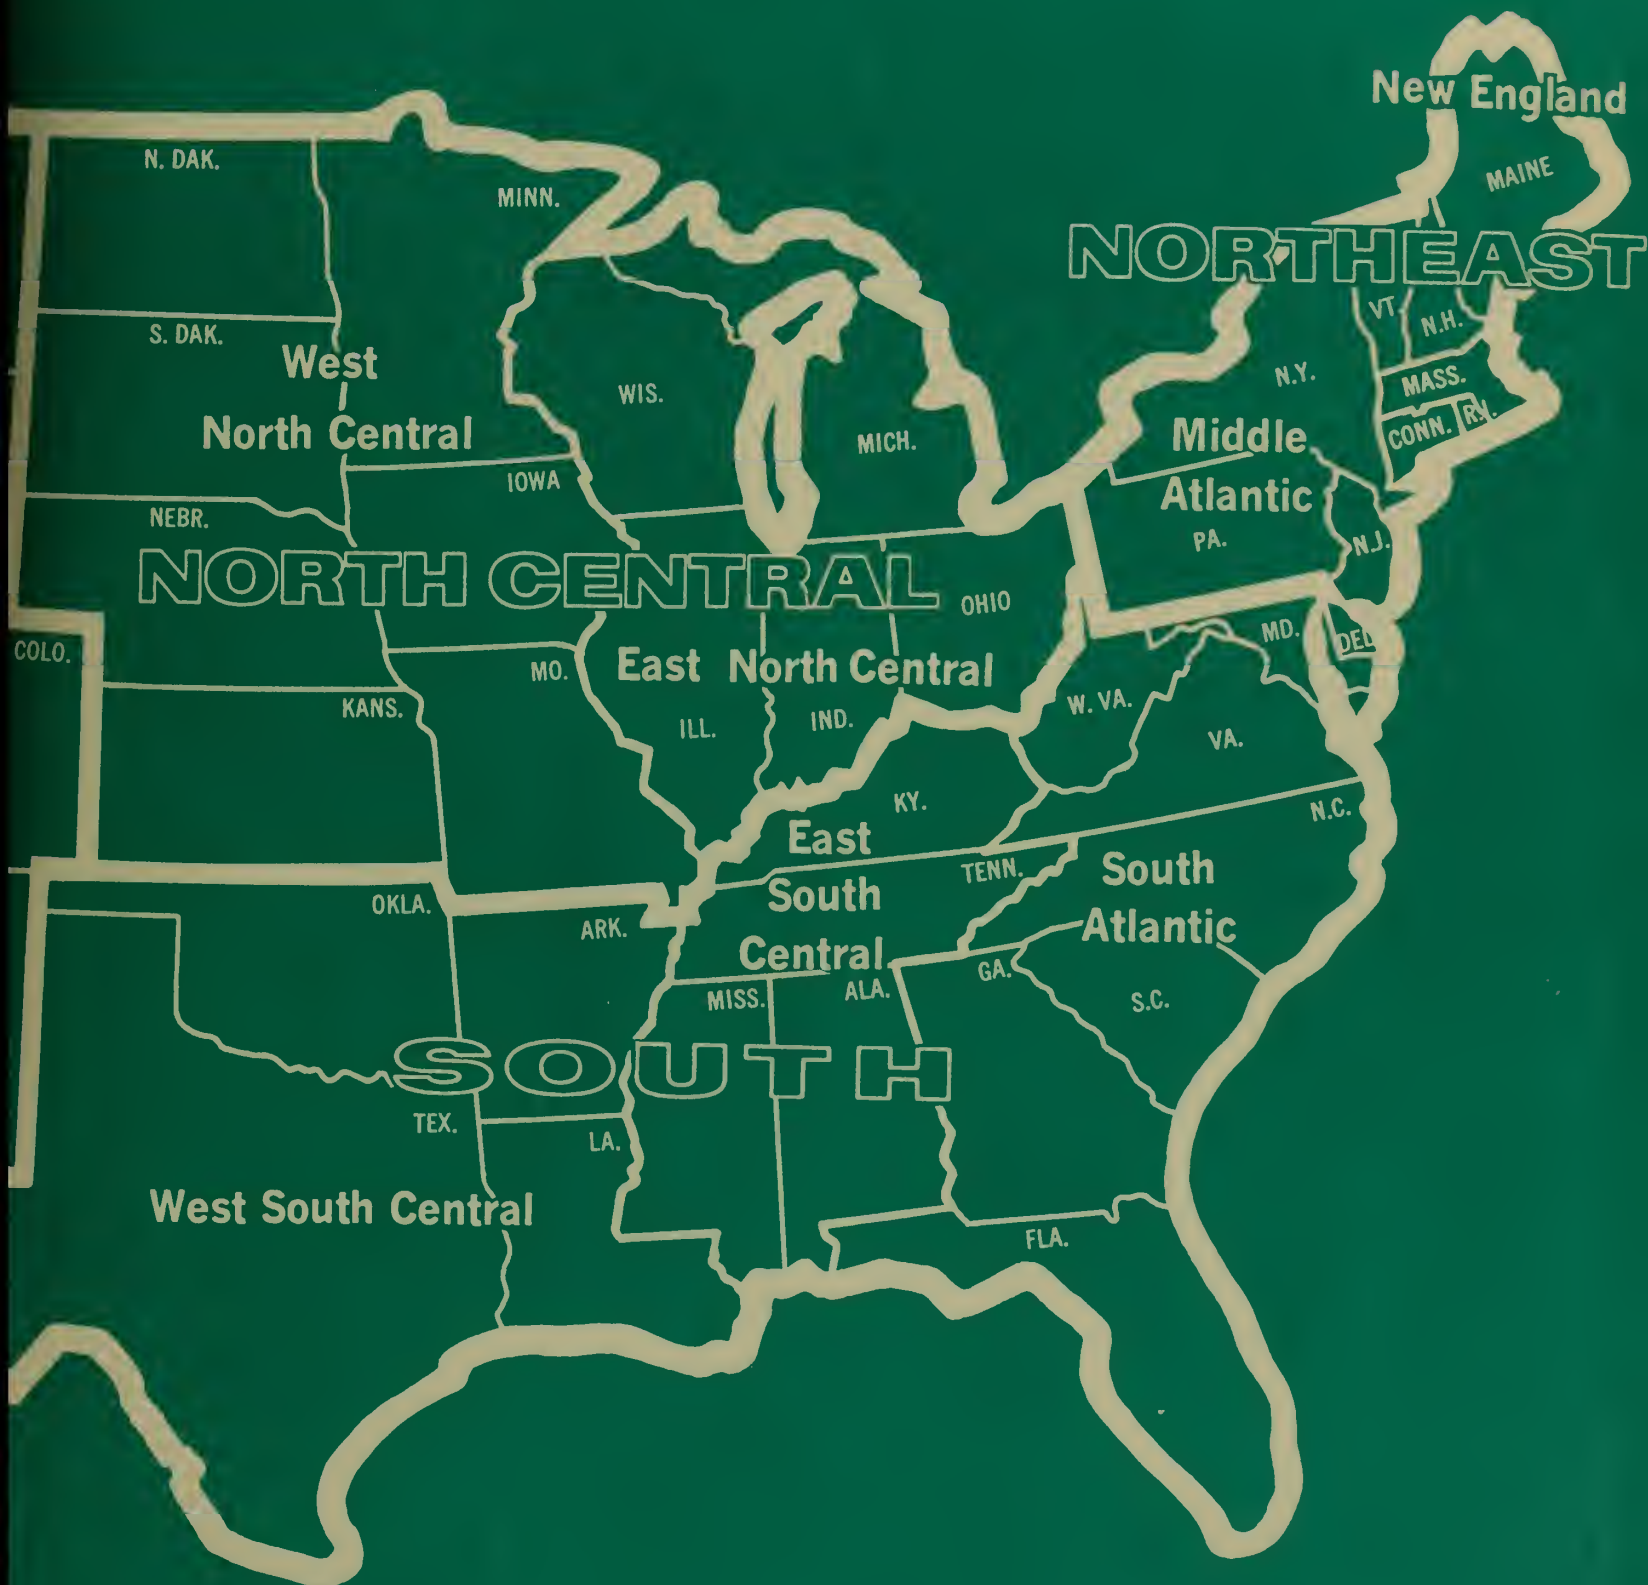 New England
MAINE
N. DAK.
MINN.
NORTHEAST
VT.
N.H.
S. DAK.
West
North Central
WIS.
N.Y.
MASS.
CONN.
R.I.
MICH.
Middle
Atlantic
IOWA
NEBR.
PA.
N.J.
NORTH CENTRAL
OHIO
COLO.
MD.
DEL
MO.
East North Central
KANS.
ILL.
IND.
W. VA.
VA.
KY.
N.C.
East
South
Central
TENN.
South
Atlantic
OKLA.
ARK.
GA.
MISS.
ALA.
S.C.
SOUTH
TEX.
LA.
West South Central
FLA.